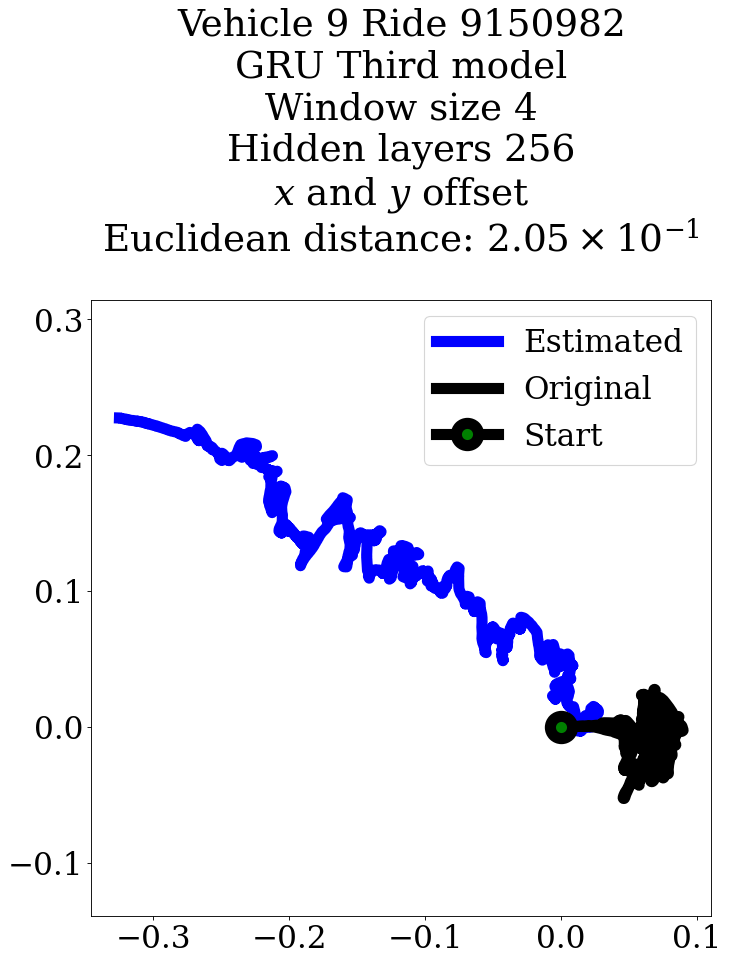 Vehicle 9 Ride 9150982
GRU Third model
Window size 4
Hidden layers 256
x and y offset
Euclidean distance: 2.05 × 10⁻¹
Estimated
Original
Start
0.3
0.2
0.1
0.0
−0.1
−0.3 −0.2 −0.1 0.0 0.1